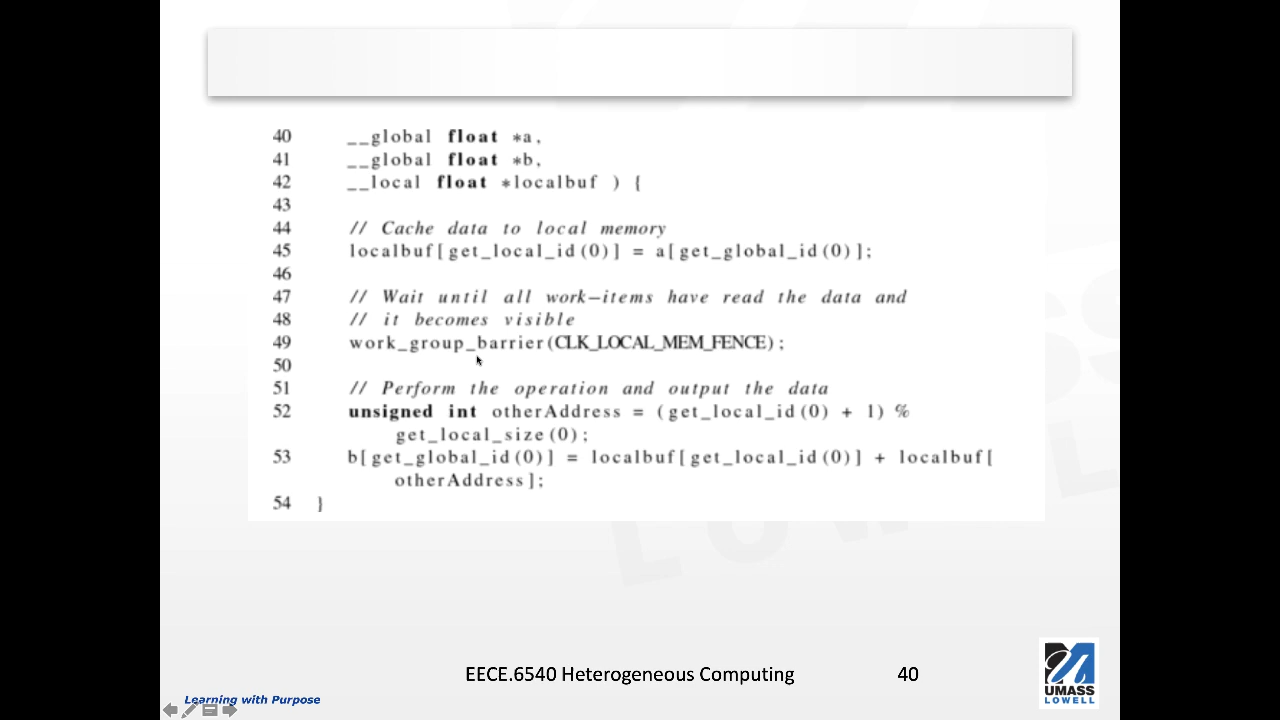 40 __global float *a,
41 __global float *b,
42 __local float *localbuf ) {
43
44 // Cache data to local memory
45 localbuf[get_local_id(0)] = a[get_global_id(0)];
46
47 // Wait until all work-items have read the data and
48 // it becomes visible
49 work_group_barrier(CLK_LOCAL_MEM_FENCE);
50
51 // Perform the operation and output the data
52 unsigned int otherAddress = (get_local_id(0) + 1) %
get_local_size(0);
53 b[get_global_id(0)] = localbuf[get_local_id(0)] + localbuf[
otherAddress];
54 }
EECE.6540 Heterogeneous Computing 40
UMASS
LOWELL
Learning with Purpose